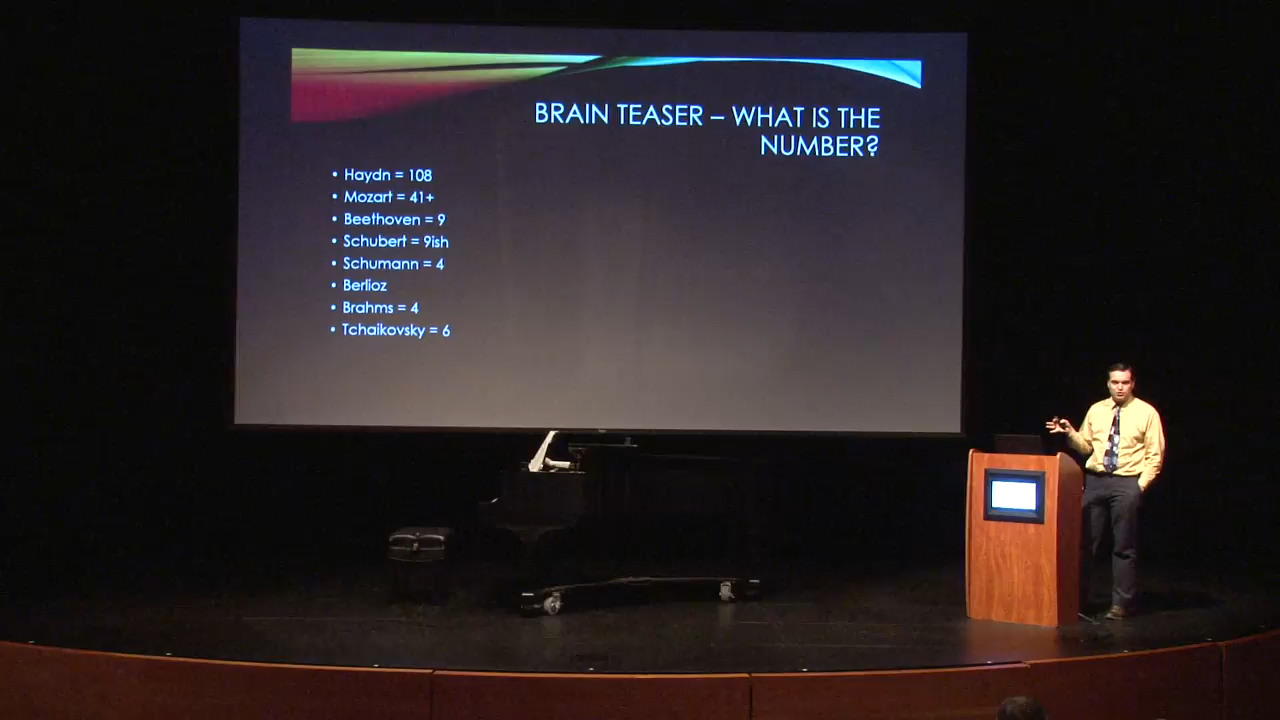 BRAIN TEASER – WHAT IS THE
NUMBER?
• Haydn = 108
• Mozart = 41+
• Beethoven = 9
• Schubert = 9ish
• Schumann = 4
• Berlioz
• Brahms = 4
• Tchaikovsky = 6